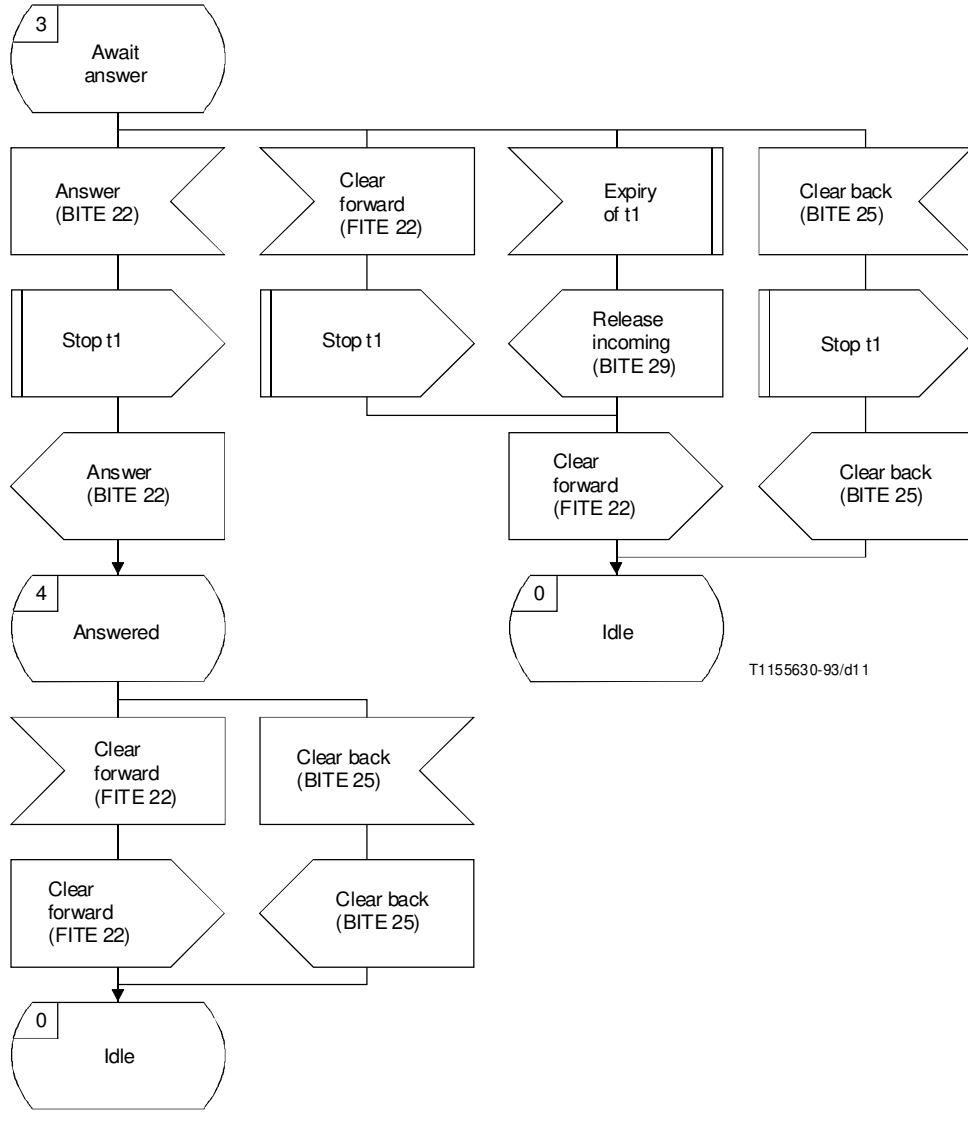 3
Await
answer
Answer
(BITE 22)
Clear
forward
(FITE 22)
Expiry
of t1
Clear back
(BITE 25)
Stop t1
Stop t1
Release
incoming
(BITE 29)
Stop t1
Answer
(BITE 22)
Clear
forward
(FITE 22)
Clear back
(BITE 25)
4
Answered
0
Idle
T1155630-93/d11
Clear
forward
(FITE 22)
Clear back
(BITE 25)
Clear
forward
(FITE 22)
Clear back
(BITE 25)
0
Idle